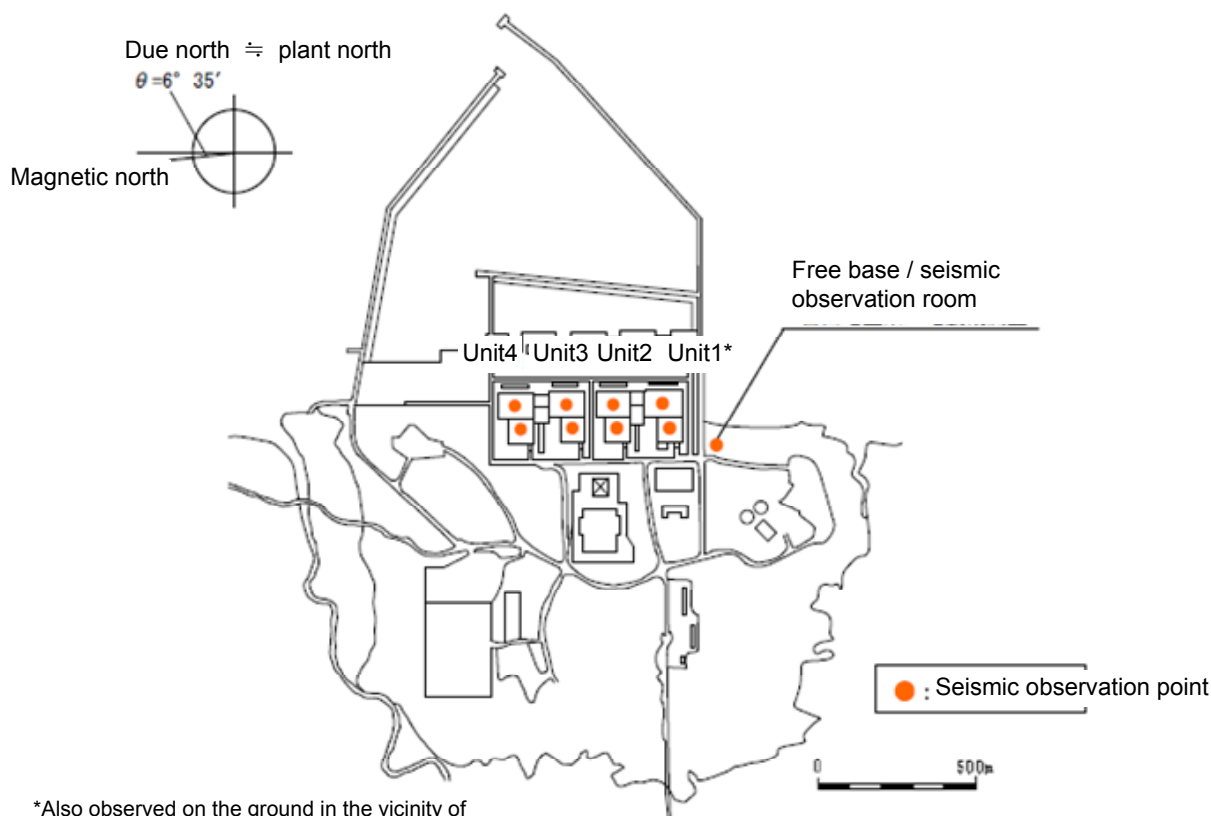 Due north ≒ plant north
θ=6° 35′
Magnetic north
Free base / seismic
observation room
Unit4 Unit3 Unit2 Unit1*
: Seismic observation point
0 500m
*Also observed on the ground in the vicinity of